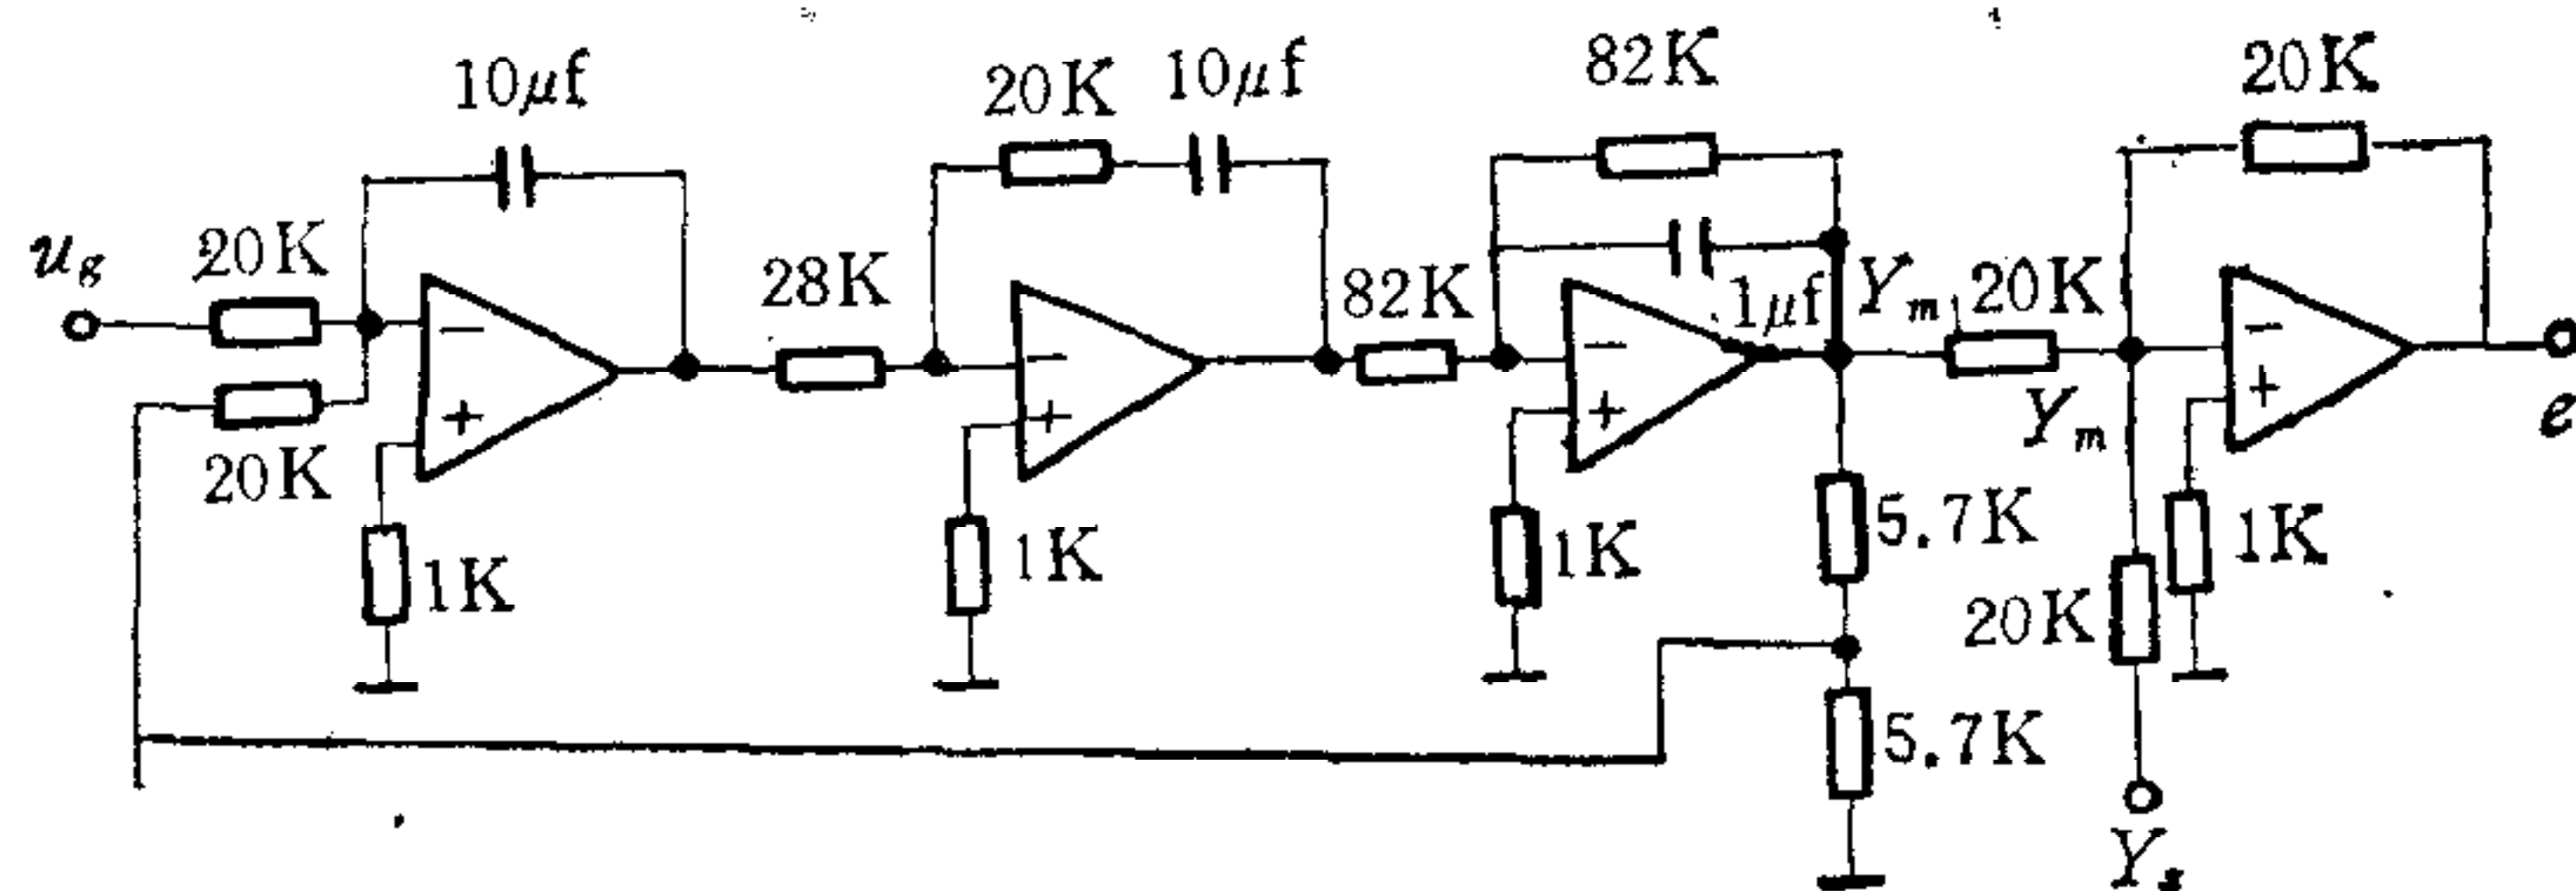 10μf
20K 10μf
82K
20K
u_g 20K
28K
82K
1μf
Y_m 20K
−
−
−
−
+
+
+
+
20K
1K
1K
1K
5.7K
Y_m
e
1K
20K
5.7K
Y_s